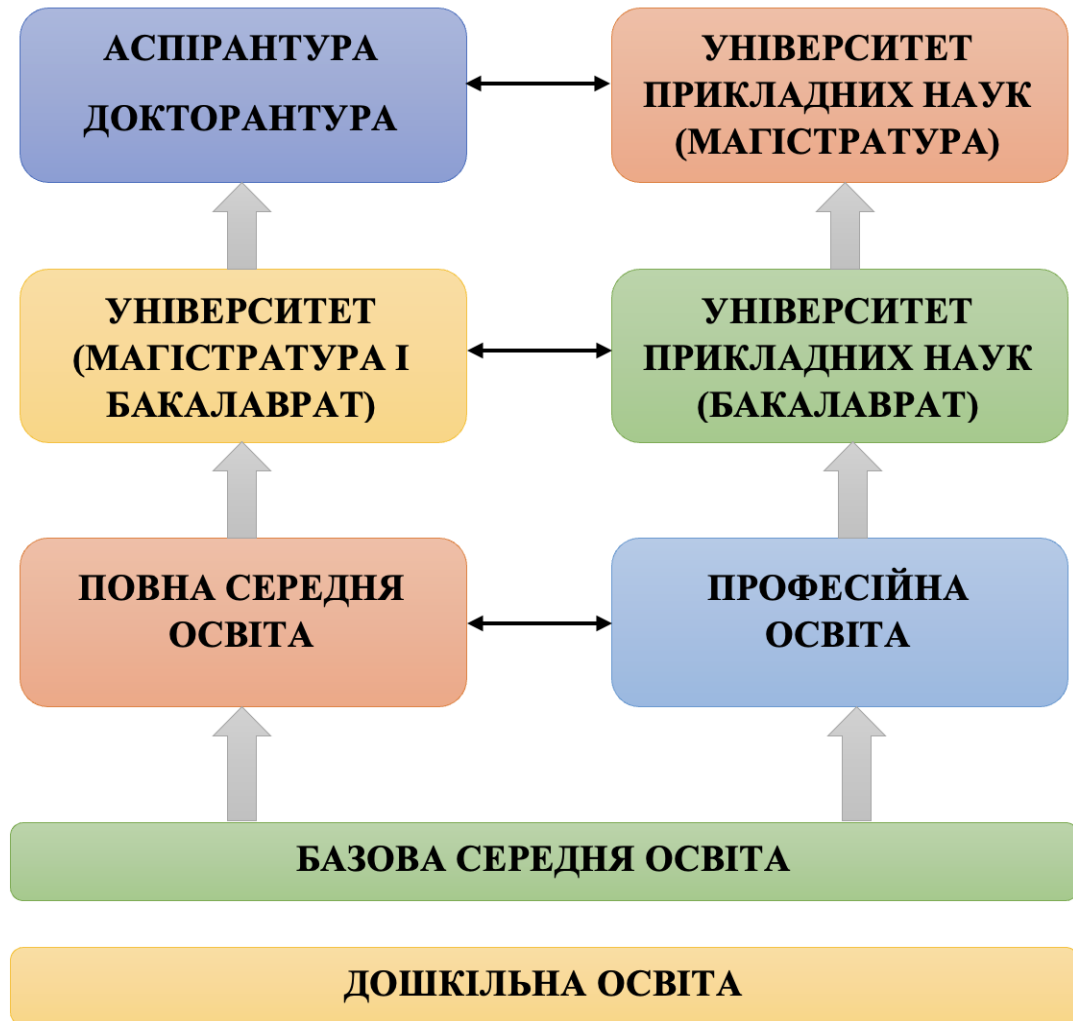 АСПІРАНТУРА
ДОКТОРАНТУРА
УНІВЕРСИТЕТ
ПРИКЛАДНИХ НАУК
(МАГІСТРАТУРА)
УНІВЕРСИТЕТ
(МАГІСТРАТУРА І
БАКАЛАВРАТ)
УНІВЕРСИТЕТ
ПРИКЛАДНИХ НАУК
(БАКАЛАВРАТ)
ПОВНА СЕРЕДНЯ
ОСВІТА
ПРОФЕСІЙНА
ОСВІТА
БАЗОВА СЕРЕДНЯ ОСВІТА
ДОШКІЛЬНА ОСВІТА